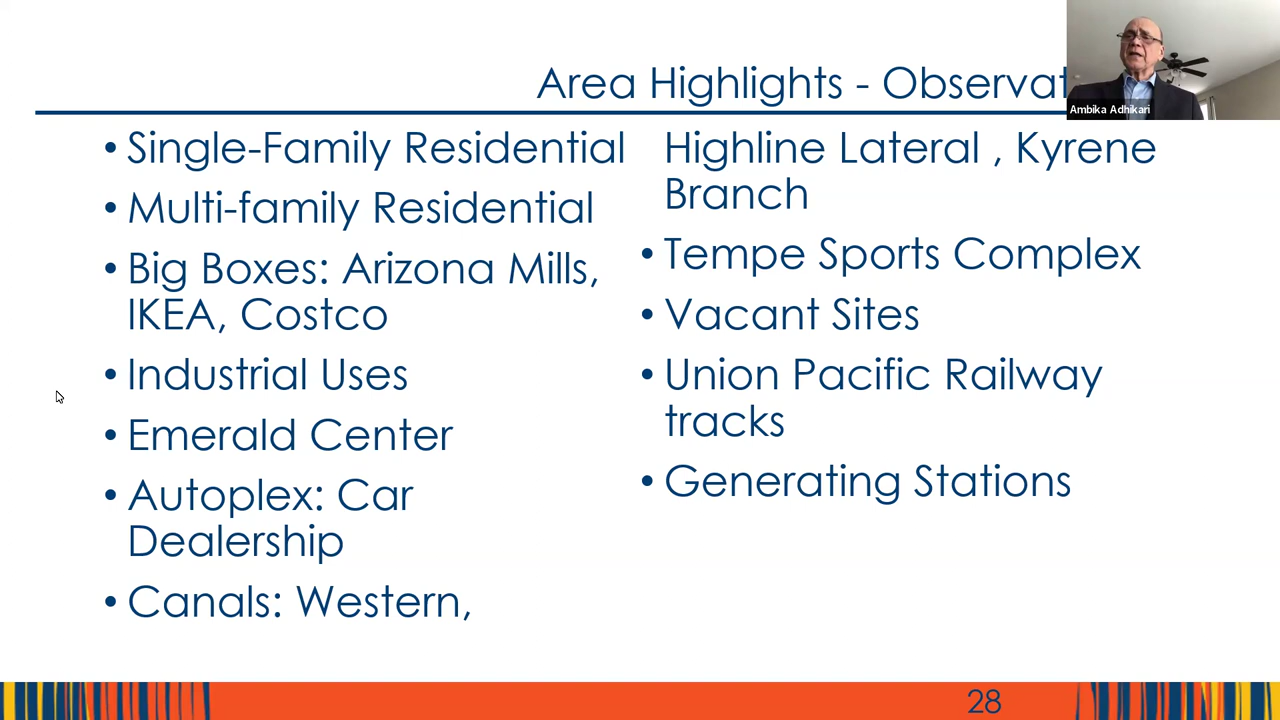 Area Highlights - Observat
Ambika Adhikari
• Single-Family Residential
• Multi-family Residential
• Big Boxes: Arizona Mills,
IKEA, Costco
• Industrial Uses
• Emerald Center
• Autoplex: Car
Dealership
• Canals: Western,
Highline Lateral , Kyrene
Branch
• Tempe Sports Complex
• Vacant Sites
• Union Pacific Railway
tracks
• Generating Stations
28